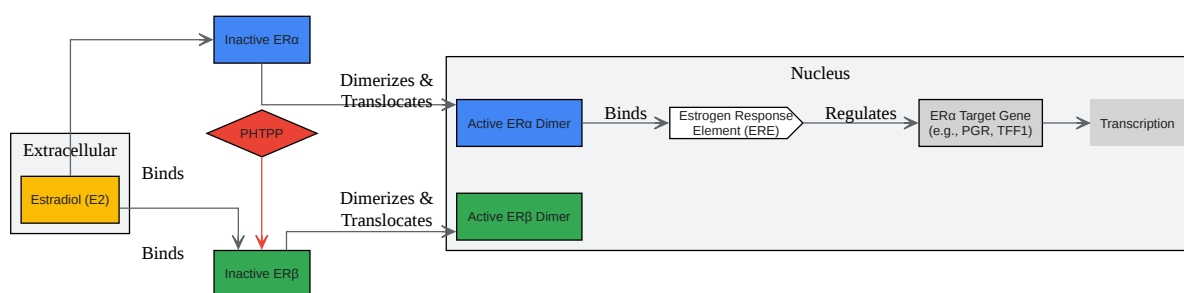 Inactive ERα
Dimerizes &
Translocates
Nucleus
PHTPP
Active ERα Dimer
Binds
Estrogen Response
Element (ERE)
Regulates
ERα Target Gene
(e.g., PGR, TFF1)
Transcription
Extracellular
Estradiol (E2)
Binds
Dimerizes &
Translocates
Active ERβ Dimer
Binds
Inactive ERβ